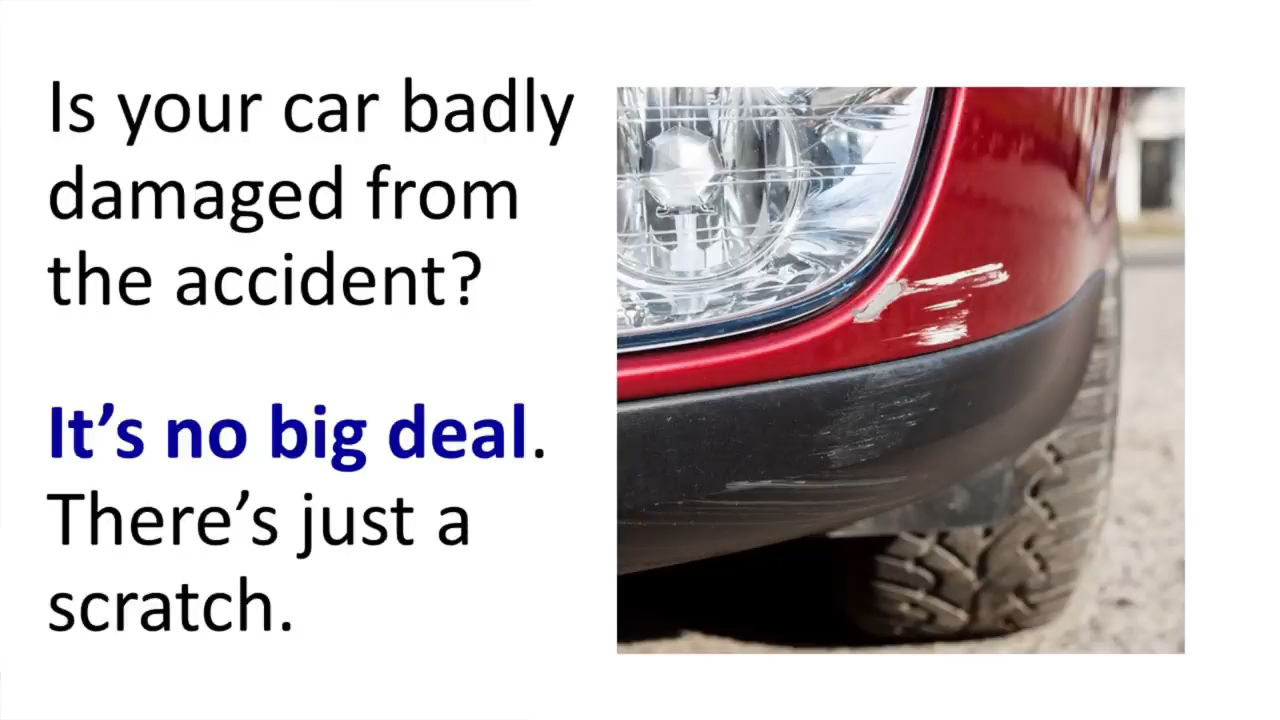 Is your car badly
damaged from
the accident?
It’s no big deal.
There’s just a
scratch.